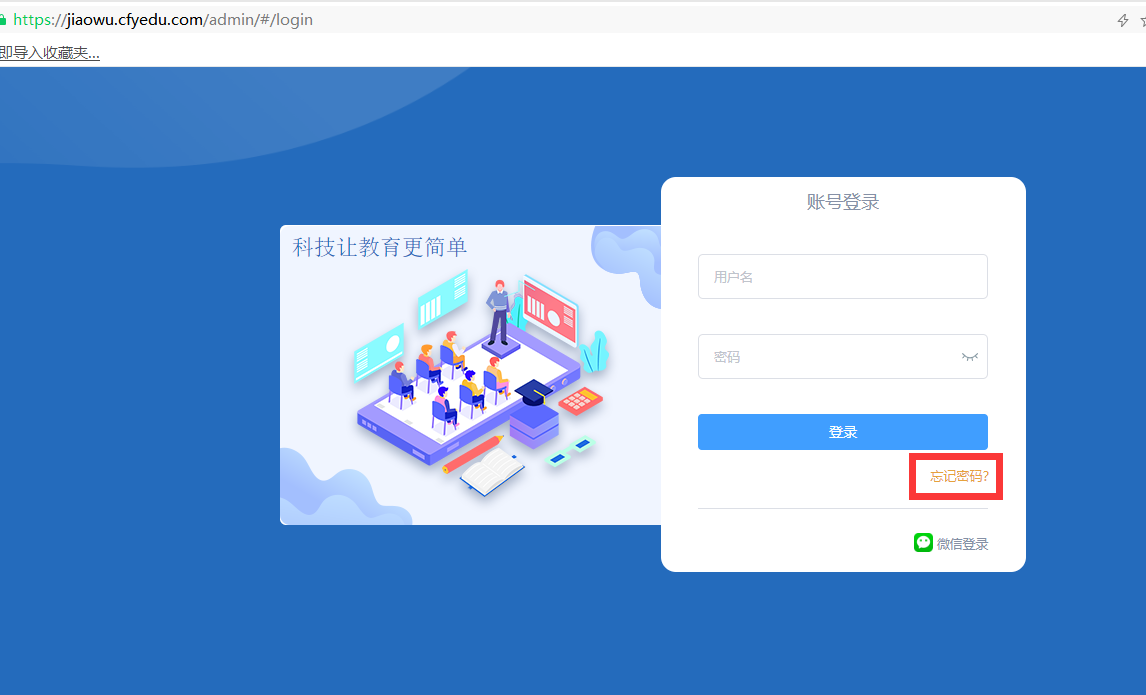 https://jiaowu.cfyedu.com/admin/#/login
即导入收藏夹...
账号登录
科技让教育更简单
用户名
密码
登录
忘记密码?
微信登录